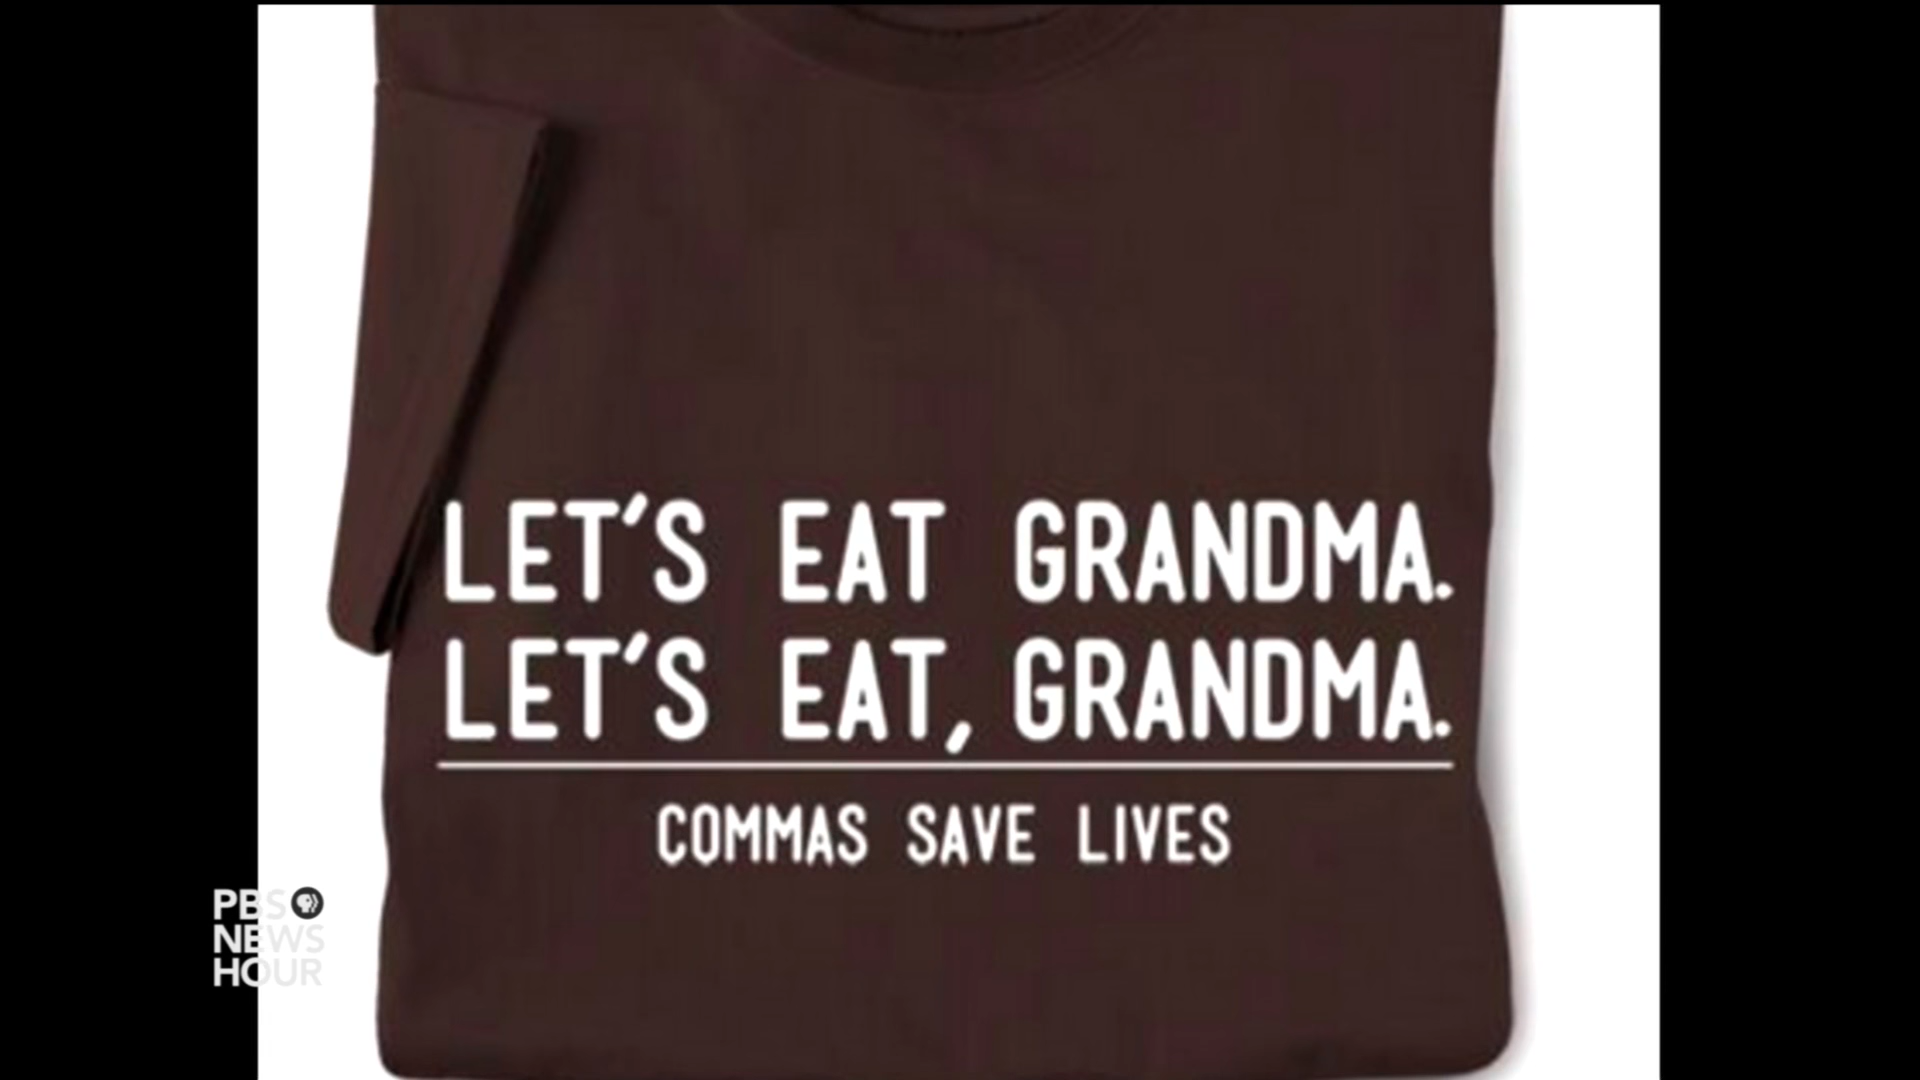 LET'S EAT GRANDMA.
LET'S EAT, GRANDMA.
COMMAS SAVE LIVES
PBS
NEWS
HOUR